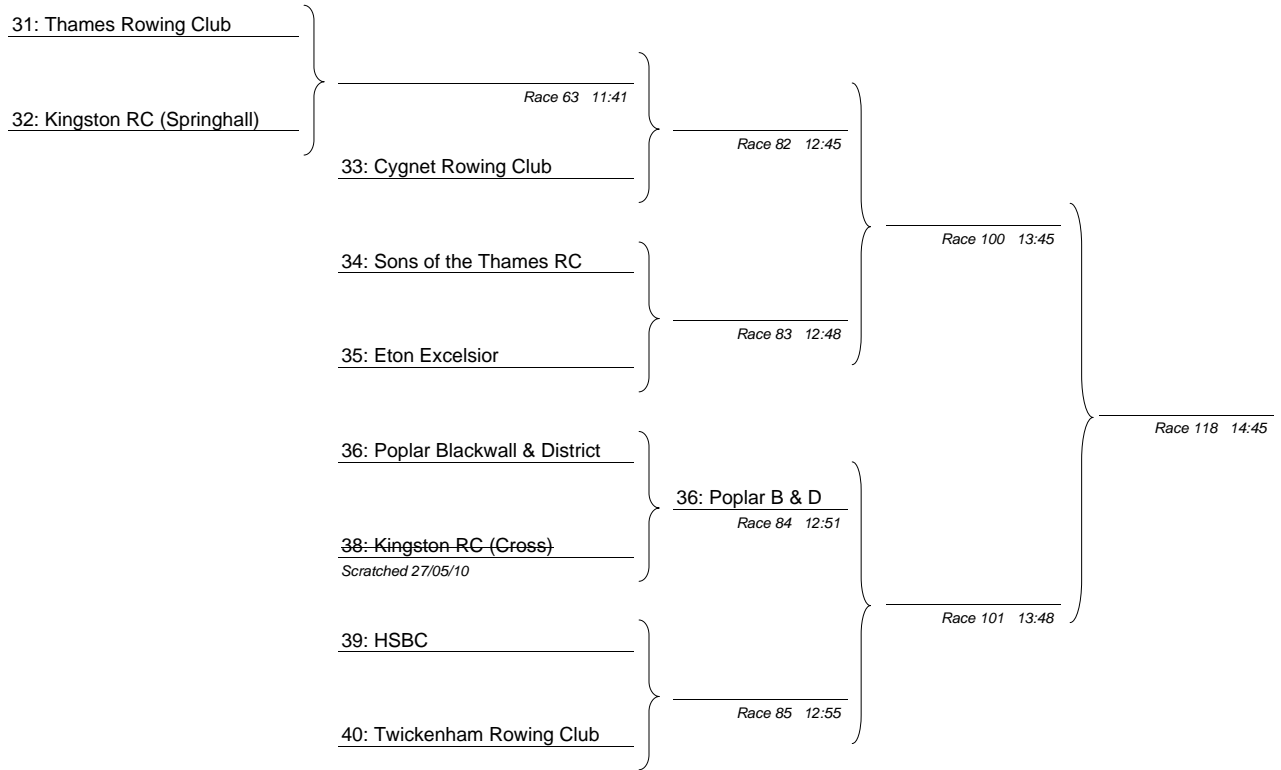 31: Thames Rowing Club
Race 63 11:41
32: Kingston RC (Springhall)
Race 82 12:45
33: Cygnet Rowing Club
Race 100 13:45
34: Sons of the Thames RC
Race 83 12:48
35: Eton Excelsior
Race 118 14:45
36: Poplar Blackwall & District
36: Poplar B & D
Race 84 12:51
38: Kingston RC (Cross)
Scratched 27/05/10
Race 101 13:48
39: HSBC
Race 85 12:55
40: Twickenham Rowing Club